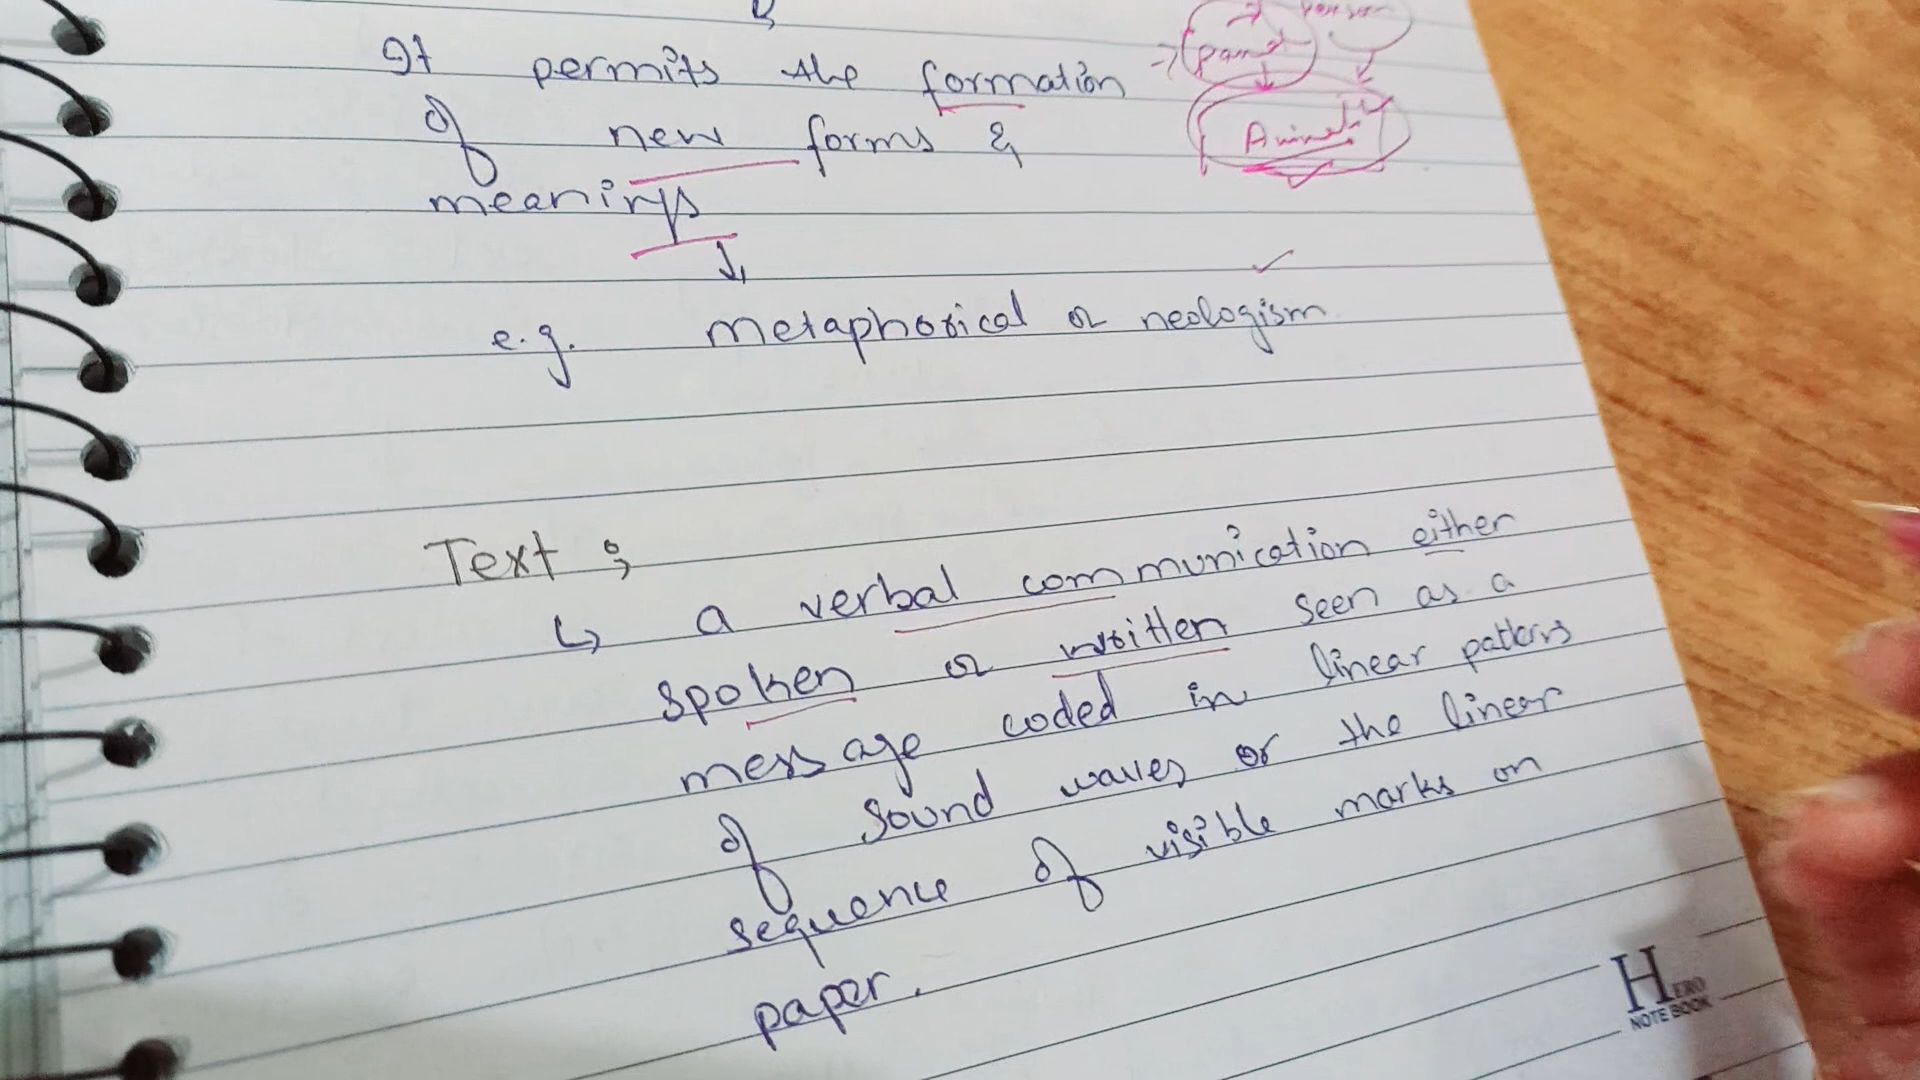 It permits the formation
of new forms &
meanings
e.g. metaphorical or neologism
Text :
↳ a verbal communication either
spoken or written seen as a
message coded in linear patterns
of sound waves or the linear
sequence of visible marks on
paper.
HERO
NOTE BOOK